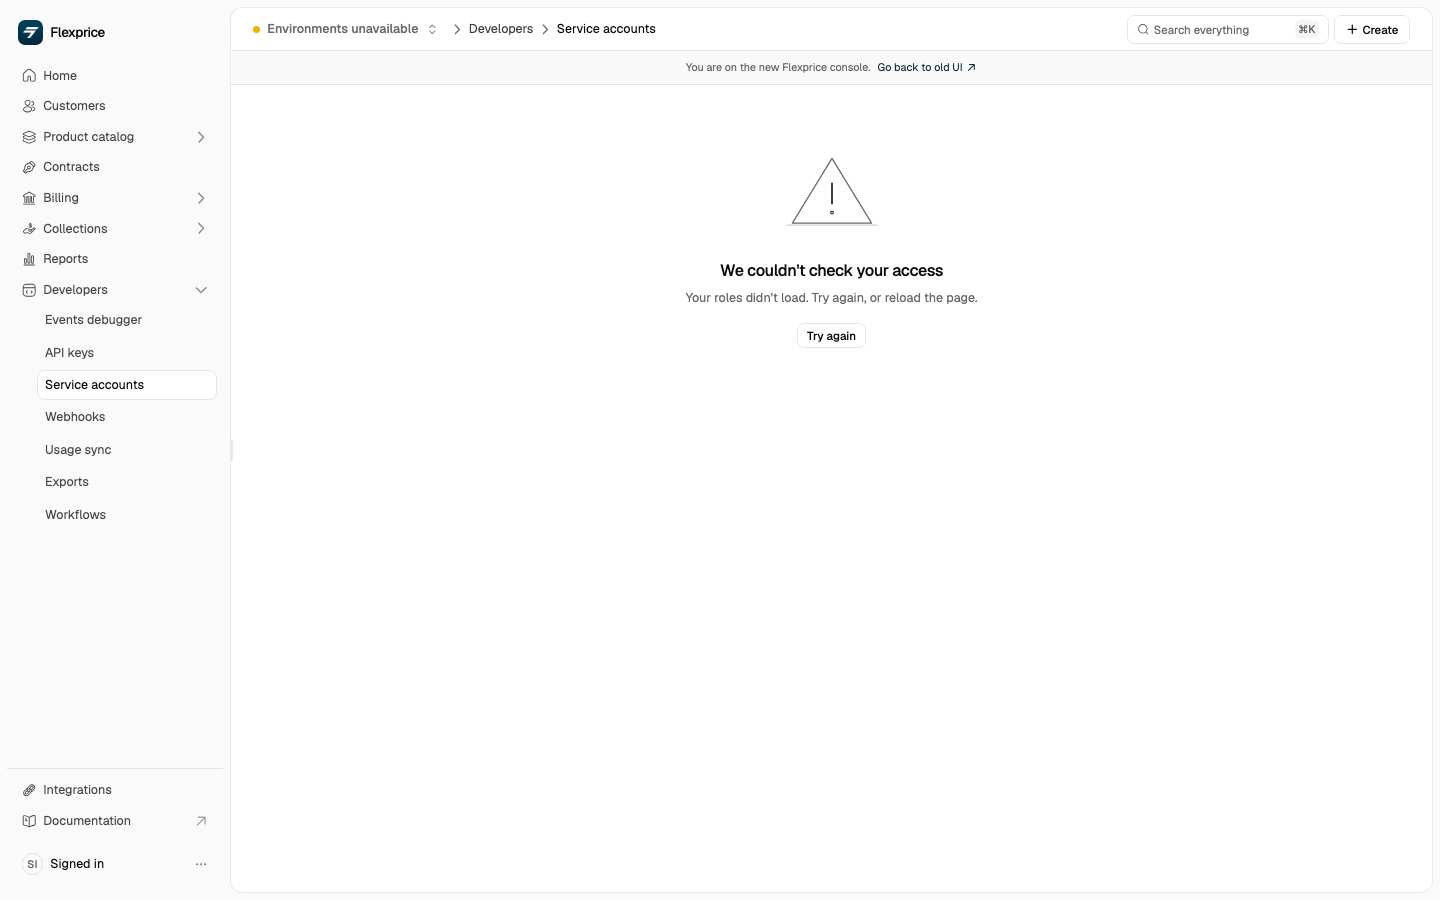 Flexprice
Home
Customers
Product catalog
Contracts
Billing
Collections
Reports
Developers
Events debugger
API keys
Service accounts
Webhooks
Usage sync
Exports
Workflows
Integrations
Documentation
SI Signed in
Environments unavailable
Developers
Service accounts
Search everything ⌘K
Create
You are on the new Flexprice console. Go back to old UI
We couldn't check your access
Your roles didn't load. Try again, or reload the page.
Try again